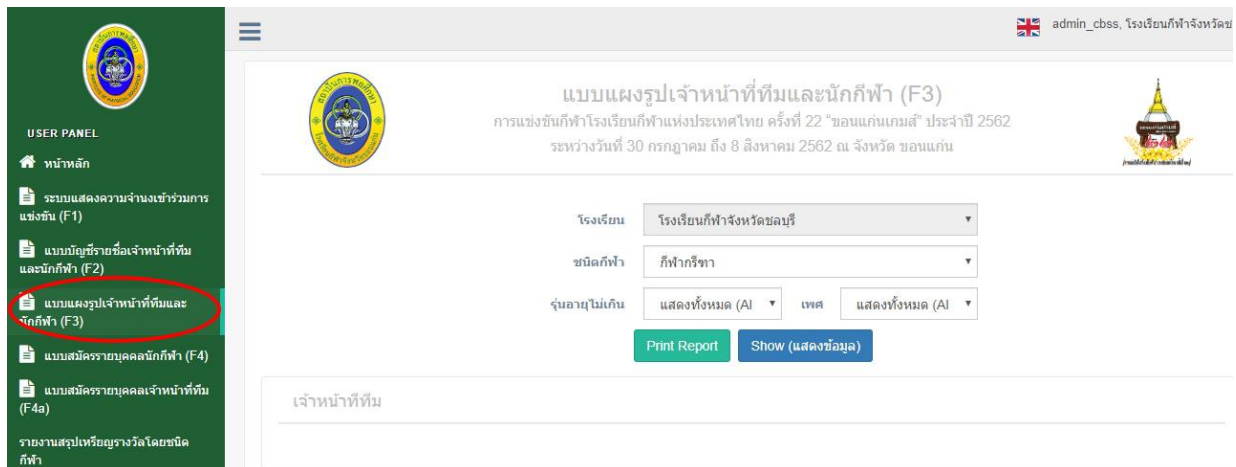 admin_cbss, โรงเรียนกีฬาจังหวัดช
USER PANEL
หน้าหลัก
ระบบแสดงความจำนงเข้าร่วมการ
แข่งขัน (F1)
แบบบัญชีรายชื่อเจ้าหน้าที่ทีม
และนักกีฬา (F2)
แบบแผงรูปเจ้าหน้าที่ทีมและ
นักกีฬา (F3)
แบบสมัครรายบุคคลนักกีฬา (F4)
แบบสมัครรายบุคคลเจ้าหน้าที่ทีม
(F4a)
รายงานสรุปเหรียญรางวัลโดยชนิด
กีฬา
แบบแผงรูปเจ้าหน้าที่ทีมและนักกีฬา (F3)
การแข่งขันกีฬาโรงเรียนกีฬาแห่งประเทศไทย ครั้งที่ 22 "ขอนแก่นเกมส์" ประจำปี 2562
ระหว่างวันที่ 30 กรกฎาคม ถึง 8 สิงหาคม 2562 ณ จังหวัด ขอนแก่น
โรงเรียน โรงเรียนกีฬาจังหวัดชลบุรี
ชนิดกีฬา กีฬากรีฑา
รุ่นอายุไม่เกิน แสดงทั้งหมด (Al เพศ แสดงทั้งหมด (Al
Print Report Show (แสดงข้อมูล)
เจ้าหน้าทีทีม